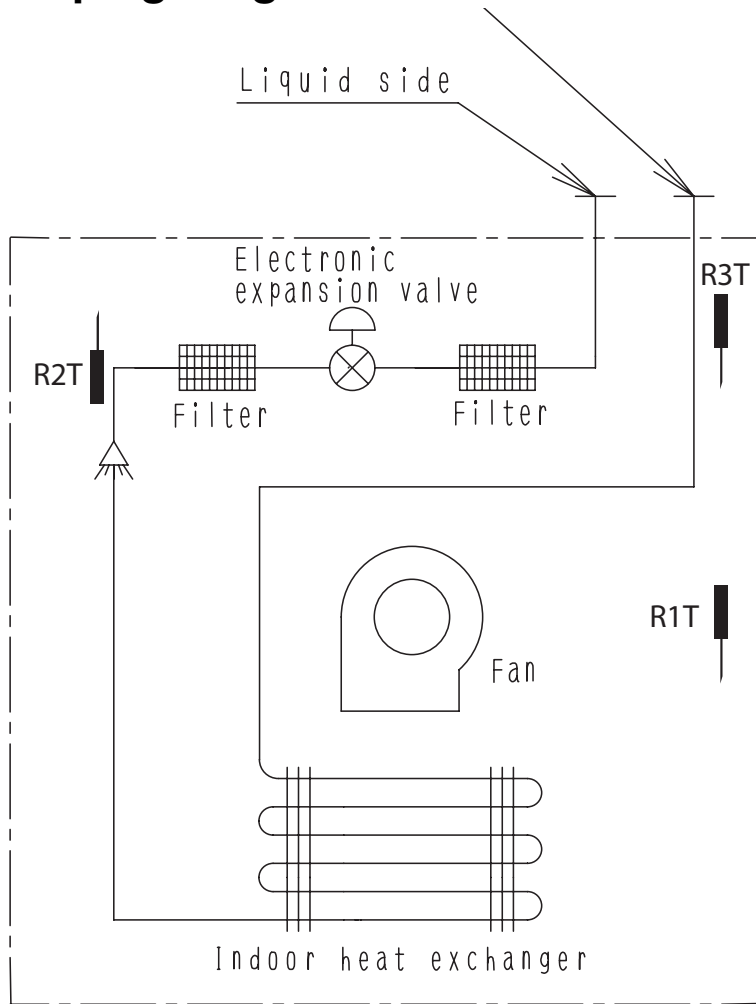 Liquid side
Electronic
expansion valve
R3T
R2T
Filter
Filter
R1T
Fan
Indoor heat exchanger